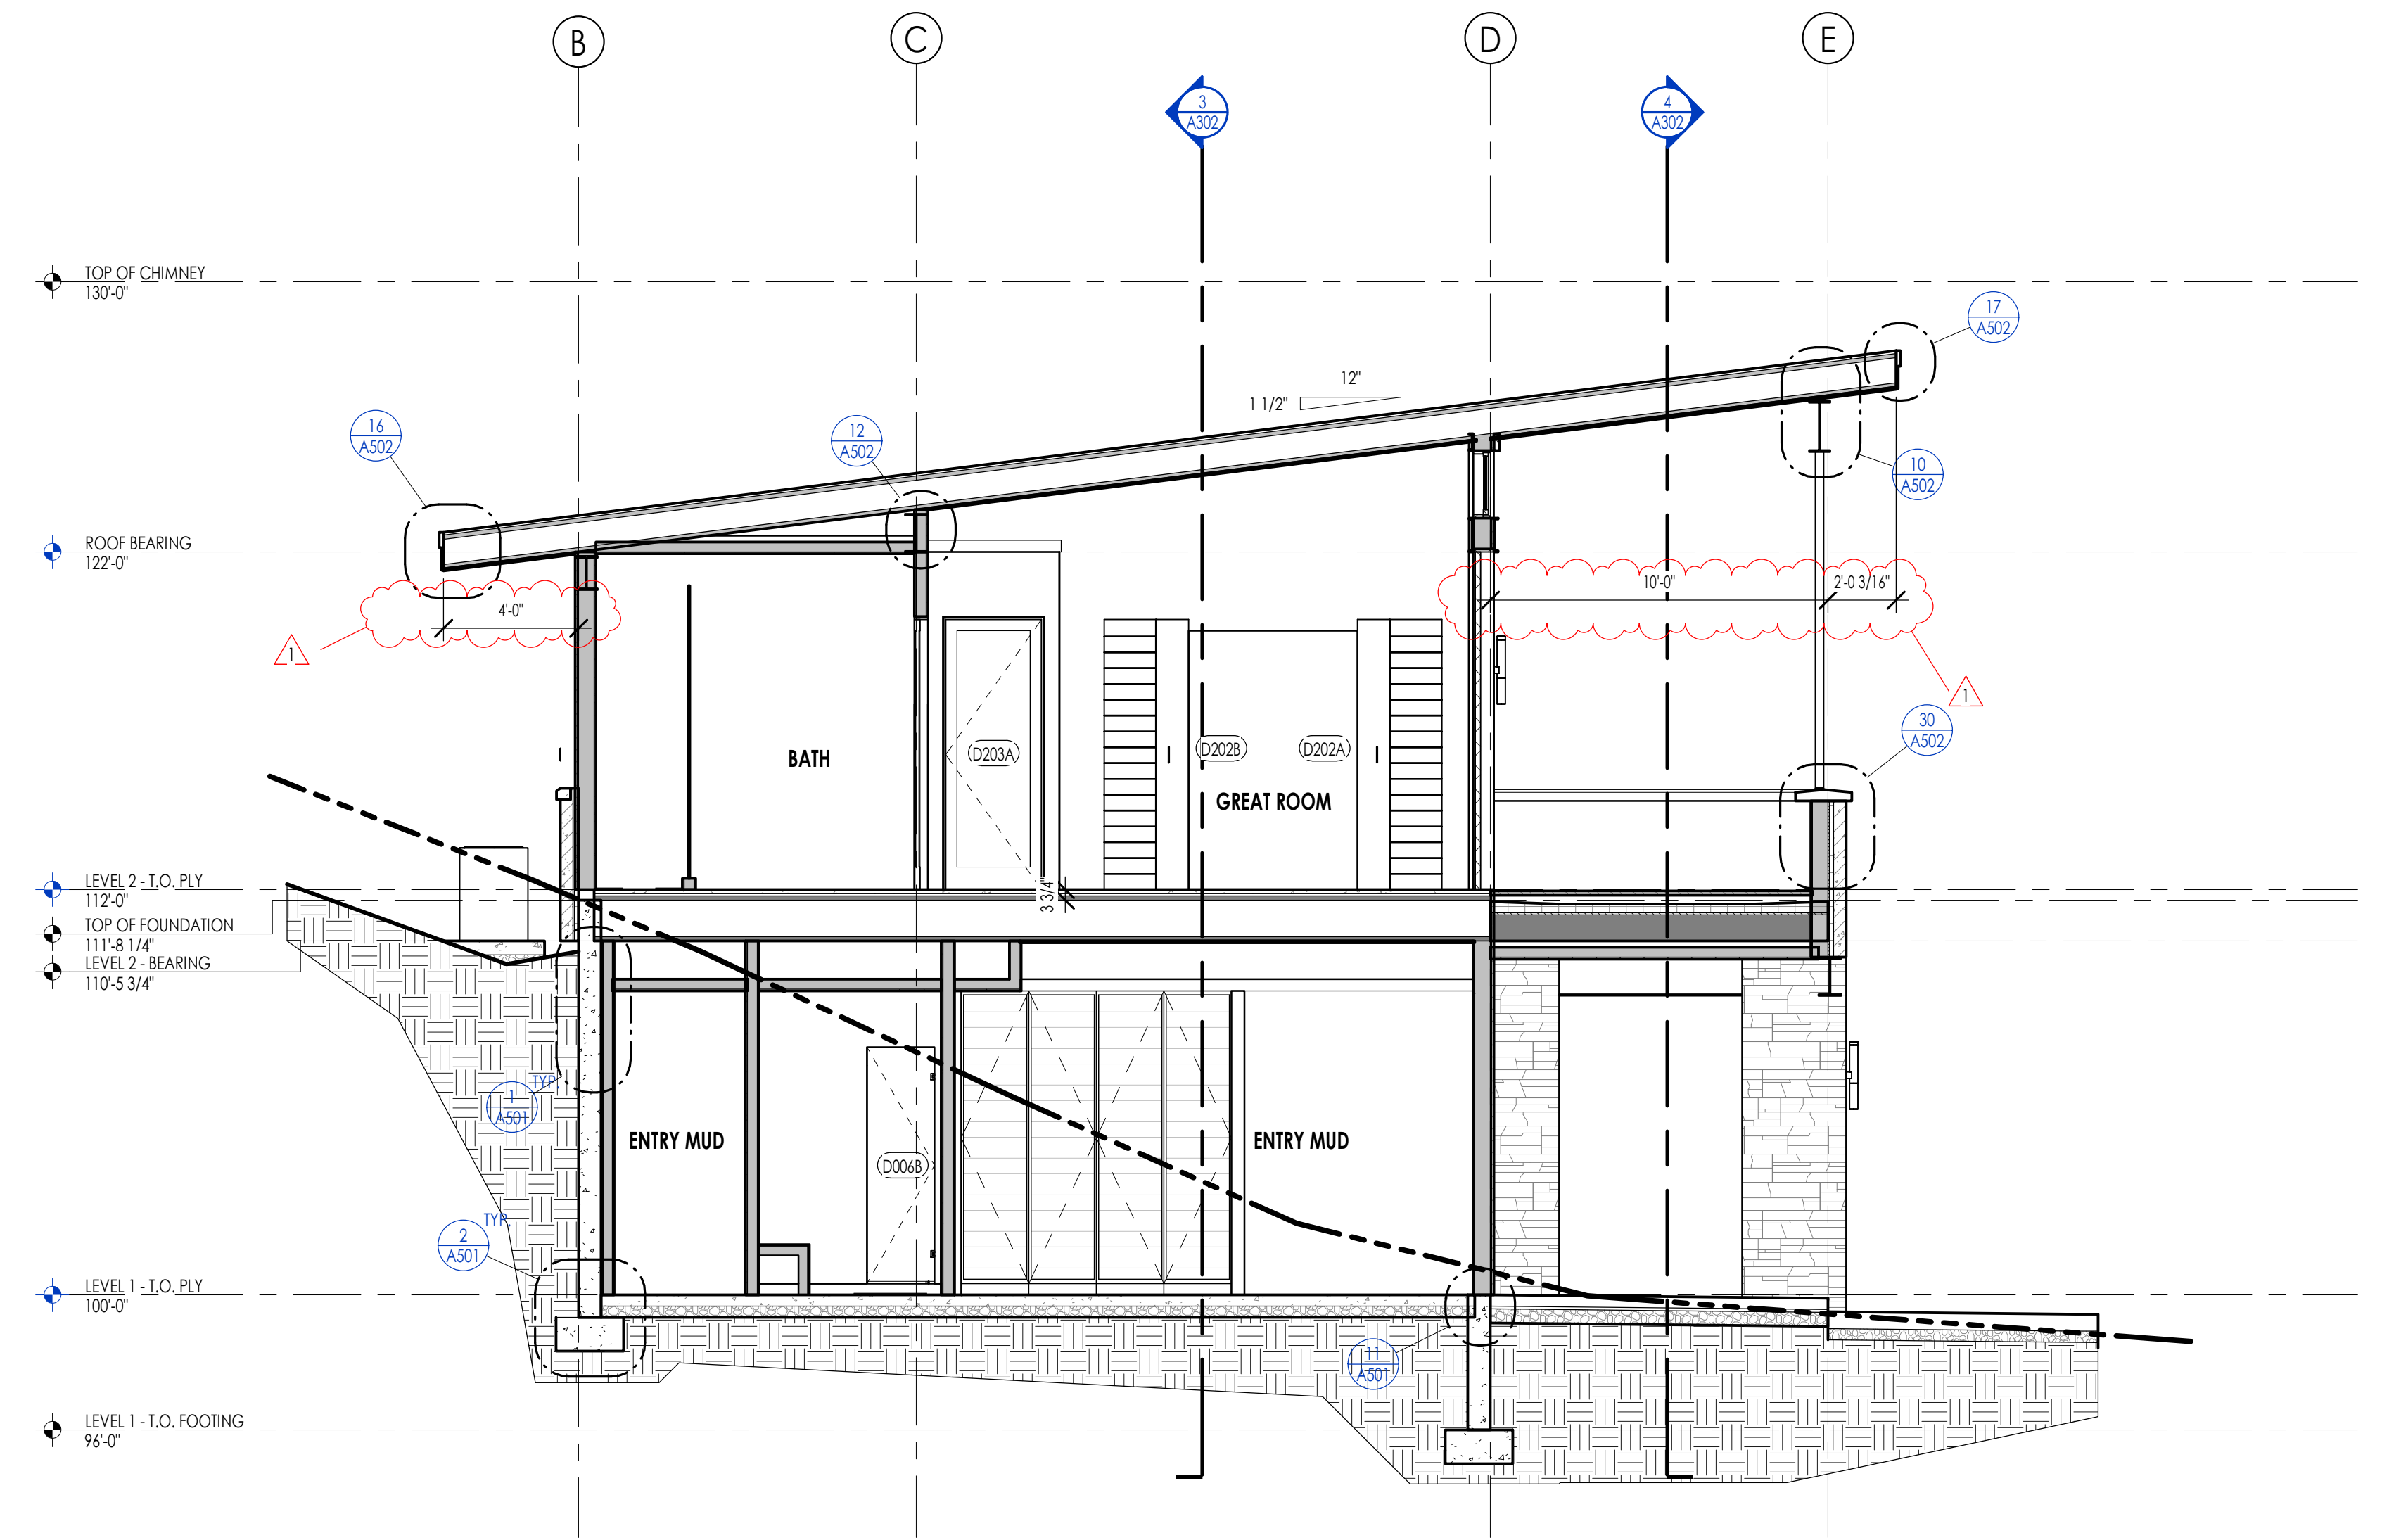 B
C
D
E
3
A302
4
A302
TOP OF CHIMNEY
130'-0"
17
A502
12"
1 1/2"
16
A502
12
A502
10
A502
ROOF BEARING
122'-0"
4'-0"
10'-0"
2'-0 3/16"
1
1
30
A502
D203A
D202B
D202A
BATH
GREAT ROOM
LEVEL 2 - T.O. PLY
112'-0"
3 3/4"
TOP OF FOUNDATION
111'-8 1/4"
LEVEL 2 - BEARING
110'-5 3/4"
TYP.
1
A501
ENTRY MUD
D006B
ENTRY MUD
TYP.
2
A501
LEVEL 1 - T.O. PLY
100'-0"
11
A501
LEVEL 1 - T.O. FOOTING
96'-0"